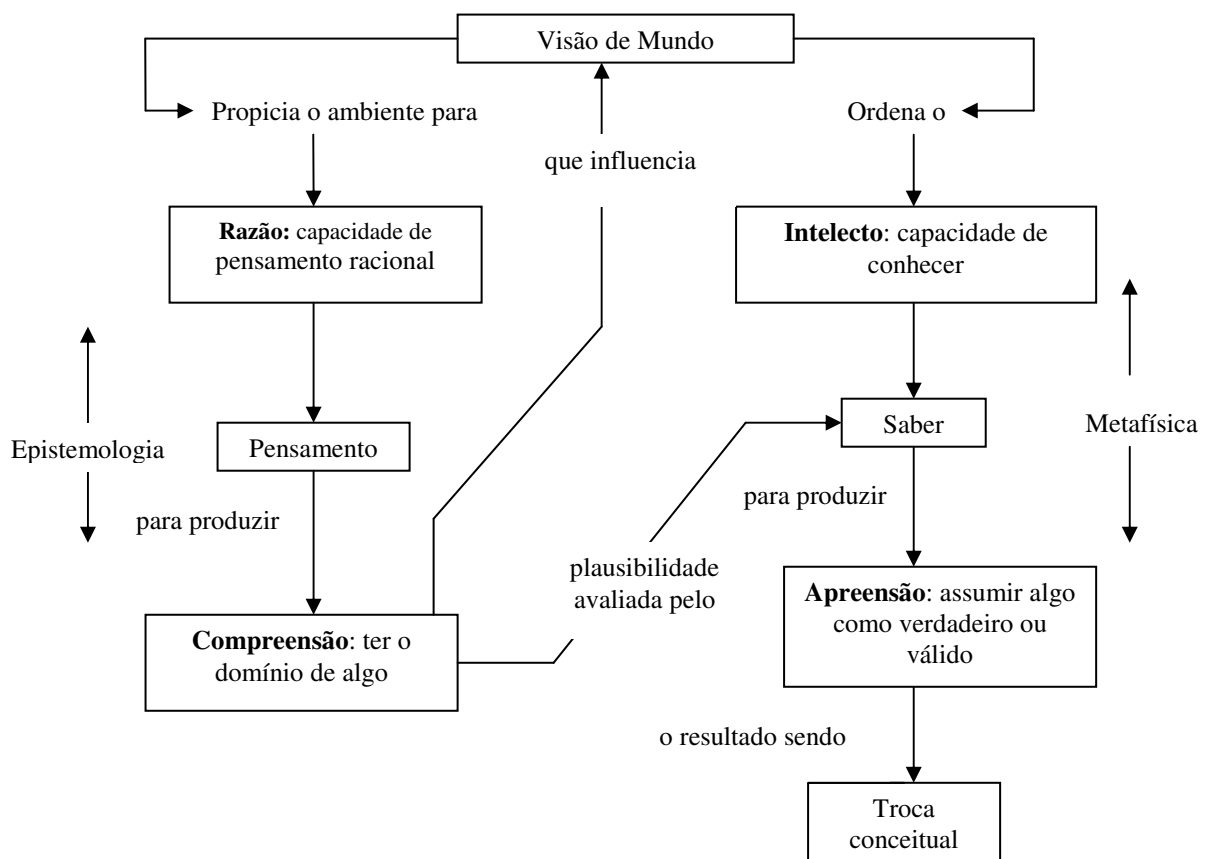 Visão de Mundo
Propicia o ambiente para
Ordena o
que influencia
Razão: capacidade de
pensamento racional
Intelecto: capacidade de
conhecer
Epistemologia
Pensamento
Saber
Metafísica
para produzir
para produzir
plausibilidade
avaliada pelo
Compreensão: ter o
domínio de algo
Apreensão: assumir algo
como verdadeiro ou
válido
o resultado sendo
Troca
conceitual